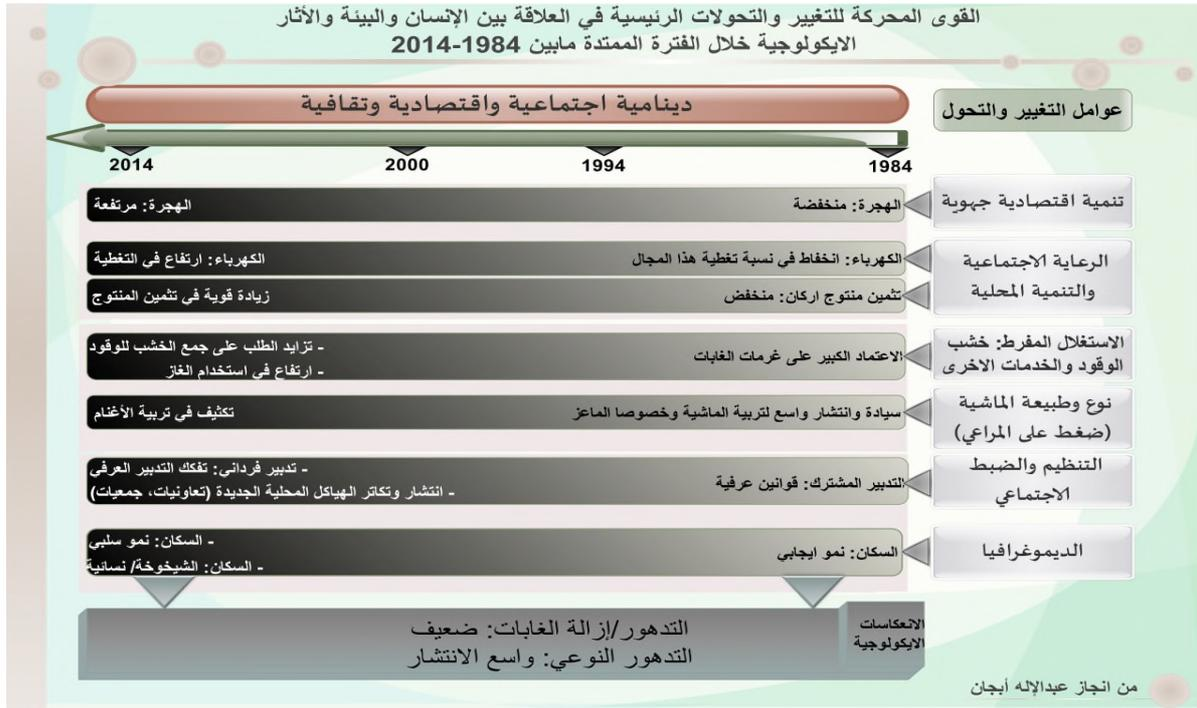 القوى المحركة للتغيير والتحولات الرئيسية في العلاقة بين الإنسان والبيئة والأثار
الايكولوجية خلال الفترة الممتدة مابين 1984-2014
عوامل التغيير والتحول
دينامية اجتماعية واقتصادية وتقافية
1984
1994
2000
2014
تنمية اقتصادية جهوية
الهجرة: منخفضة
الهجرة: مرتفعة
الرعاية الاجتماعية
والتنمية المحلية
الكهرباء: انخفاط في نسبة تغطية هذا المجال
الكهرباء: ارتفاع في التغطية
تثمين منتوج اركان: منخفض
زيادة قوية في تثمين المنتوج
الاستغلال المفرط: خشب
الوقود والخدمات الاخرى
الاعتماد الكبير على غرمات الغابات
- تزايد الطلب على جمع الخشب للوقود
- ارتفاع في استخدام الغاز
نوع وطبيعة الماشية
(ضغط على المراعي)
سيادة وانتشار واسع لتربية الماشية وخصوصا الماعز
تكثيف في تربية الأغنام
التنظيم والضبط
الاجتماعي
التدبير المشترك: قوانين عرفية
- تدبير فرداني: تفكك التدبير العرفي
- انتشار وتكاثر الهياكل المحلية الجديدة (تعاونيات، جمعيات)
الديموغرافيا
السكان: نمو ايجابي
- السكان: نمو سلبي
- السكان: الشيخوخة/ نسائية
الانعكاسات
الايكولوجية
التدهور/إزالة الغابات: ضعيف
التدهور النوعي: واسع الانتشار
من انجاز عبدالإله أبجان